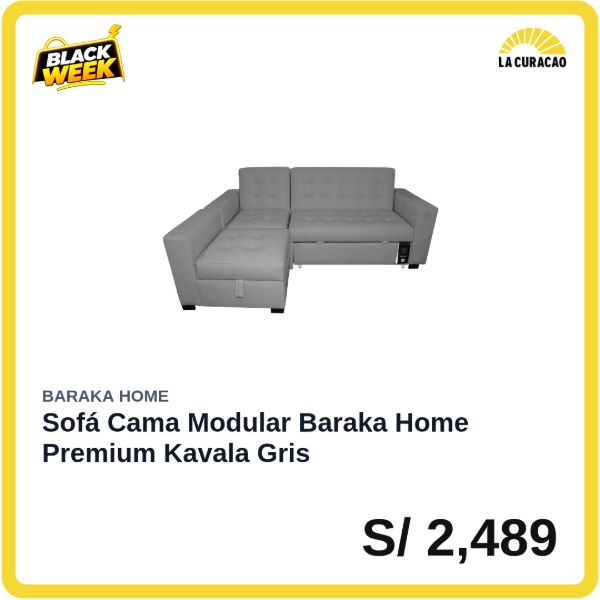 BLACK
WEEK
LA CURACAO
BARAKA HOME
Sofá Cama Modular Baraka Home
Premium Kavala Gris
S/ 2,489